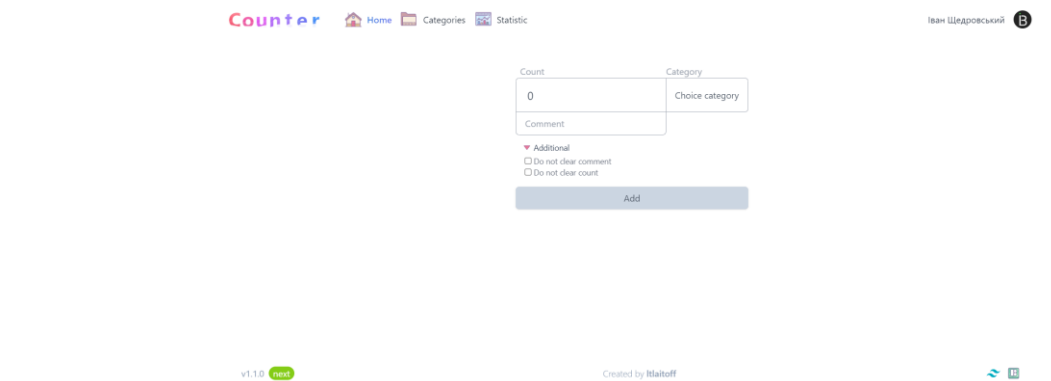 Counter Home Categories Statistic Іван Щедровський B
Count Category
0 Choice category
Comment
Additional
Do not clear comment
Do not clear count
Add
v1.1.0 next Created by ltlaitoff